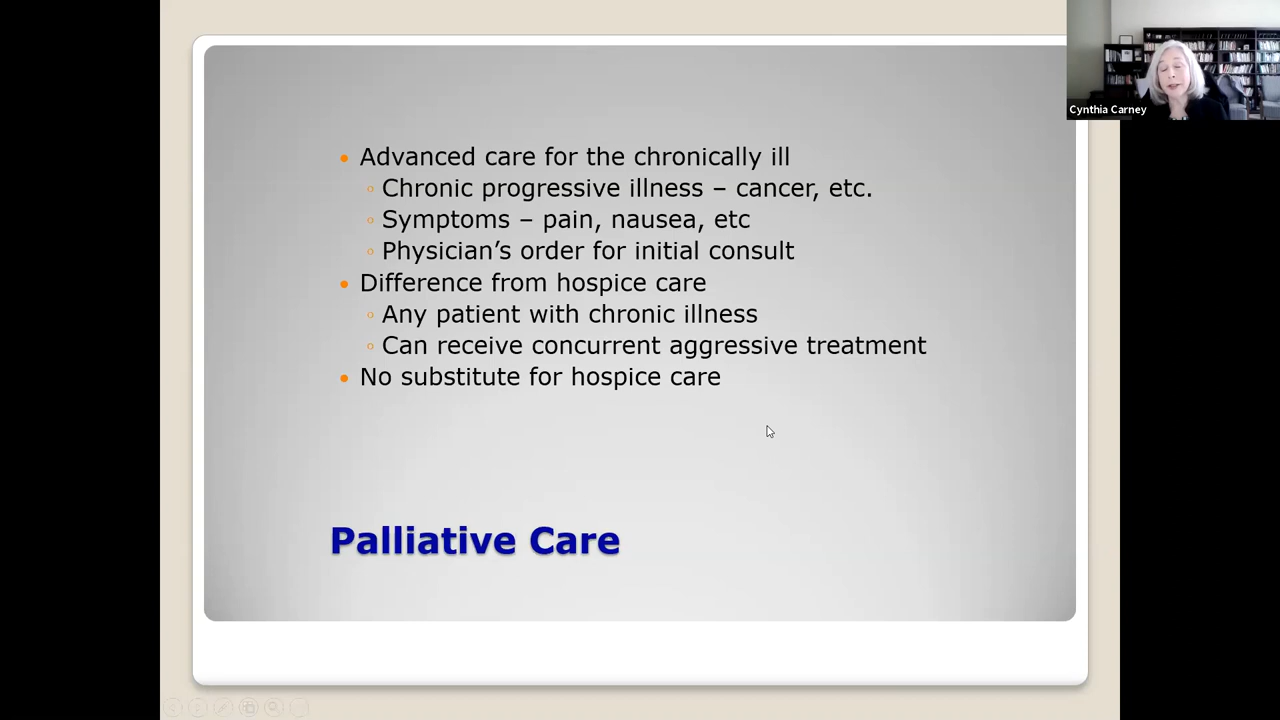 Cynthia Carney
• Advanced care for the chronically ill
◦ Chronic progressive illness – cancer, etc.
◦ Symptoms – pain, nausea, etc
◦ Physician’s order for initial consult
• Difference from hospice care
◦ Any patient with chronic illness
◦ Can receive concurrent aggressive treatment
• No substitute for hospice care
Palliative Care